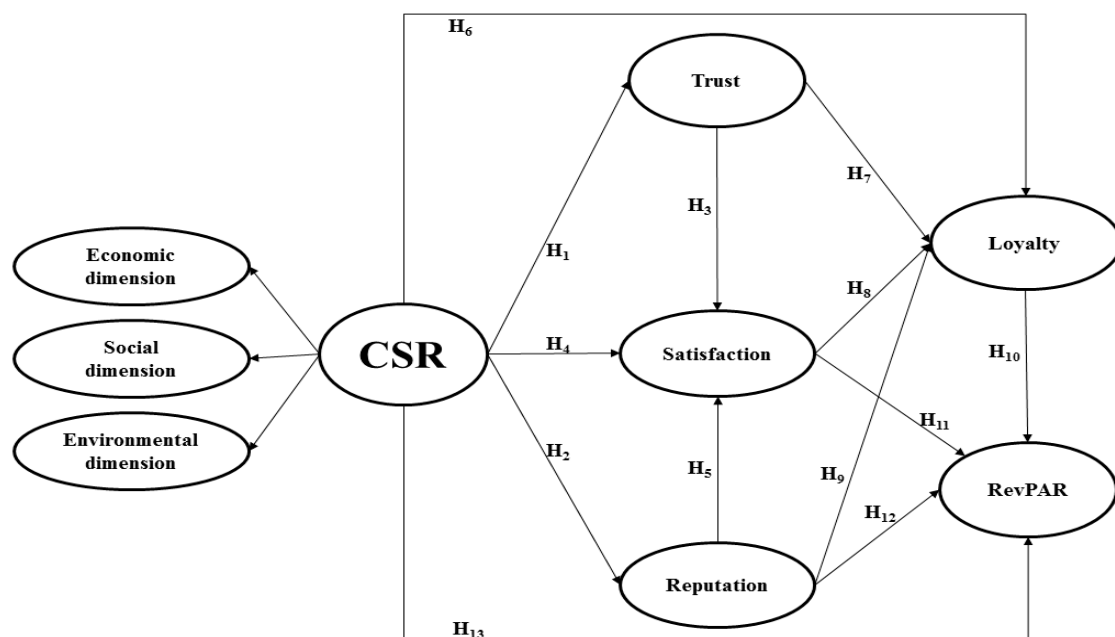 H₆
Trust
H₇
H₃
Economic
dimension
H₁
Loyalty
H₈
Social
dimension
CSR
H₄
Satisfaction
H₁₀
Environmental
dimension
H₂
H₅
H₉
H₁₁
RevPAR
H₁₂
Reputation
H₁₃